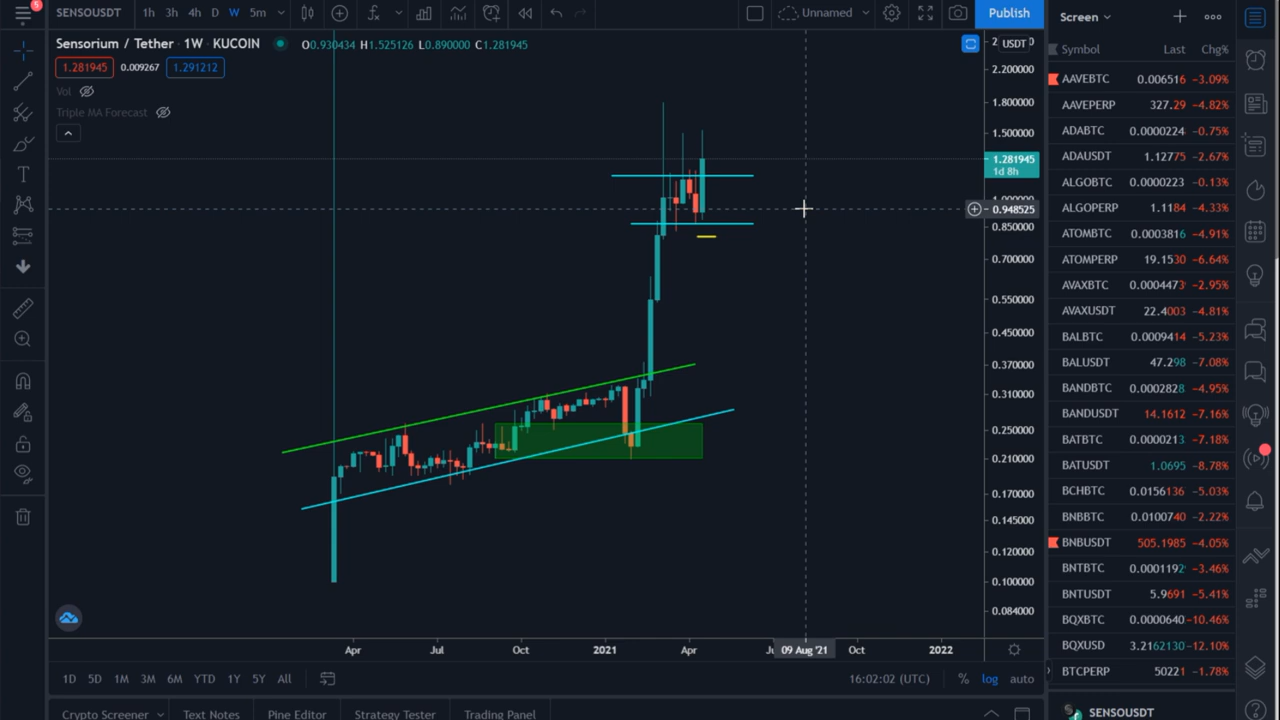 5
SENSOUSDT 1h 3h 4h D W 5m Unnamed Publish
Sensorium / Tether · 1W · KUCOIN O0.930434 H1.525126 L0.890000 C1.281945
1.281945 0.009267 1.291212
Vol
Triple MA Forecast
USDT
2.200000
1.800000
1.500000
1.281945
1d 8h
0.948525
0.850000
0.700000
0.550000
0.450000
0.370000
0.310000
0.250000
0.210000
0.170000
0.145000
0.120000
0.100000
0.084000
Apr Jul Oct 2021 Apr 09 Aug '21 Oct 2022
1D 5D 1M 3M 6M YTD 1Y 5Y All 16:02:02 (UTC) % log auto
Crypto Screener Text Notes Pine Editor Strategy Tester Trading Panel
Screen
Symbol Last Chg%
AAVEBTC 0.006516 −3.09%
AAVEPERP 327.29 −4.82%
ADABTC 0.0000224 −0.75%
ADAUSDT 1.12775 −2.67%
ALGOBTC 0.0000223 −0.13%
ALGOPERP 1.1184 −4.33%
ATOMBTC 0.0003816 −4.91%
ATOMPERP 19.1530 −6.64%
AVAXBTC 0.0004473 −2.95%
AVAXUSDT 22.4003 −4.81%
BALBTC 0.0009414 −5.23%
BALUSDT 47.298 −7.08%
BANDBTC 0.0002828 −4.95%
BANDUSDT 14.1612 −7.16%
BATBTC 0.0000213 −7.18%
BATUSDT 1.0695 −8.78%
BCHBTC 0.0156136 −5.03%
BNBBTC 0.0100740 −2.22%
BNBUSDT 505.1985 −4.05%
BNTBTC 0.0001192 −3.46%
BNTUSDT 5.9691 −5.41%
BQXBTC 0.0000640 −10.46%
BQXUSD 3.2162130 −12.10%
BTCPERP 50221 −1.78%
SENSOUSDT